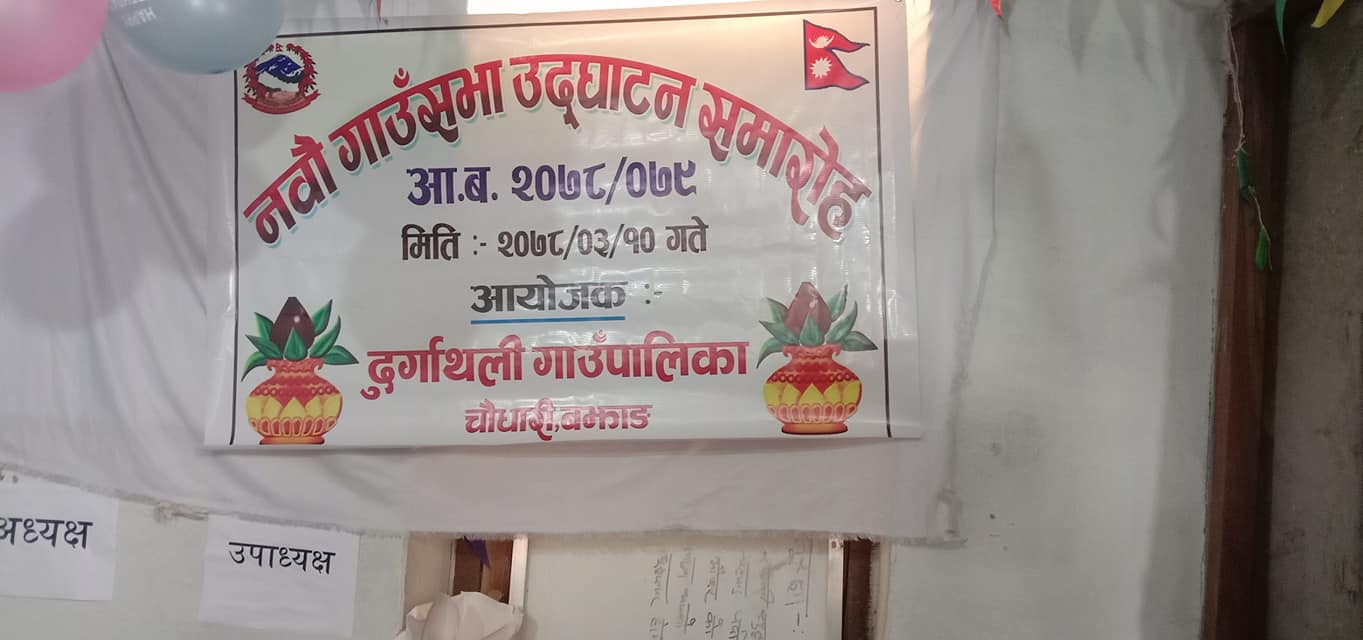 नवौं गाउँसभा उद्घाटन समारोह
आ.ब. २०७८/०७९
मिति :- २०७८/०३/१० गते
आयोजक :-
दुर्गाथली गाउँपालिका
चौधारी,बझाङ
अध्यक्ष
उपाध्यक्ष